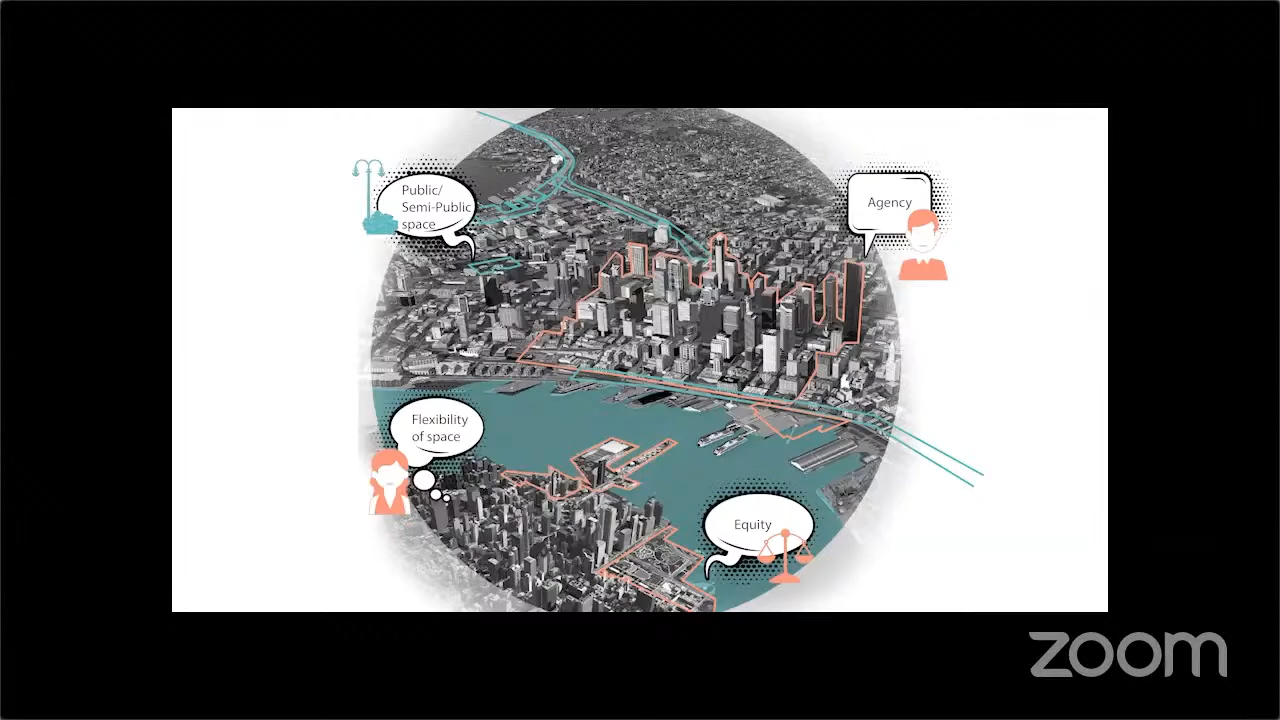 Public/
Semi-Public
space
Agency
Flexibility
of space
Equity
zoom